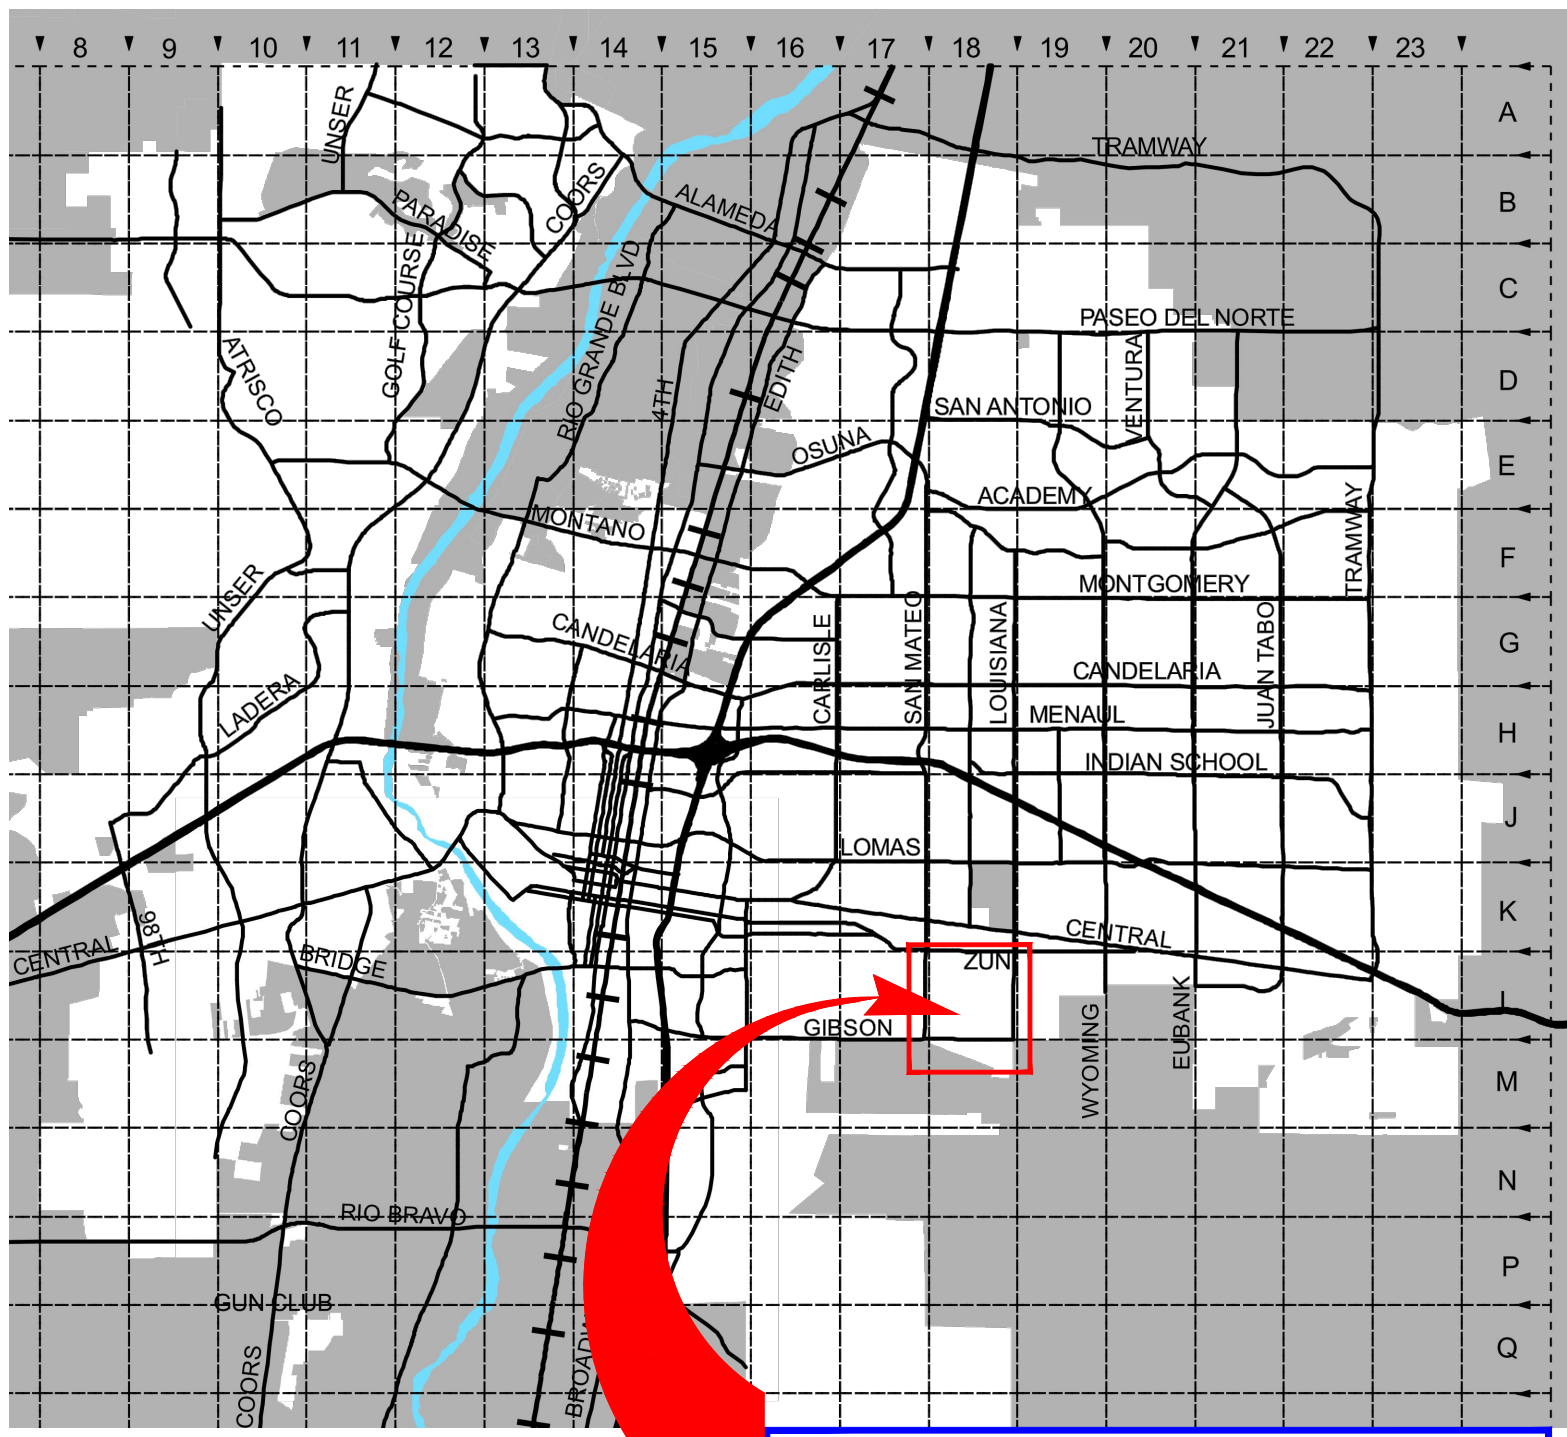 8 9 10 11 12 13 14 15 16 17 18 19 20 21 22 23
A
UNSER
TRAMWAY
COORS
B
PARADISE
ALAMEDA
GOLF COURSE
RIO GRANDE BLVD
C
PASEO DEL NORTE
ATRISCO
EDITH
VENTURA
D
4TH
SAN ANTONIO
OSUNA
E
ACADEMY
TRAMWAY
MONTANO
F
UNSER
MONTGOMERY
CANDELARIA
CARLISLE
SAN MATEO
LOUISIANA
JUAN TABO
G
CANDELARIA
LADERA
MENAUL
H
INDIAN SCHOOL
J
LOMAS
98TH
K
CENTRAL
CENTRAL
BRIDGE
ZUN
L
GIBSON
WYOMING
EUBANK
COORS
M
N
RIO BRAVO
P
GUN CLUB
COORS
Q